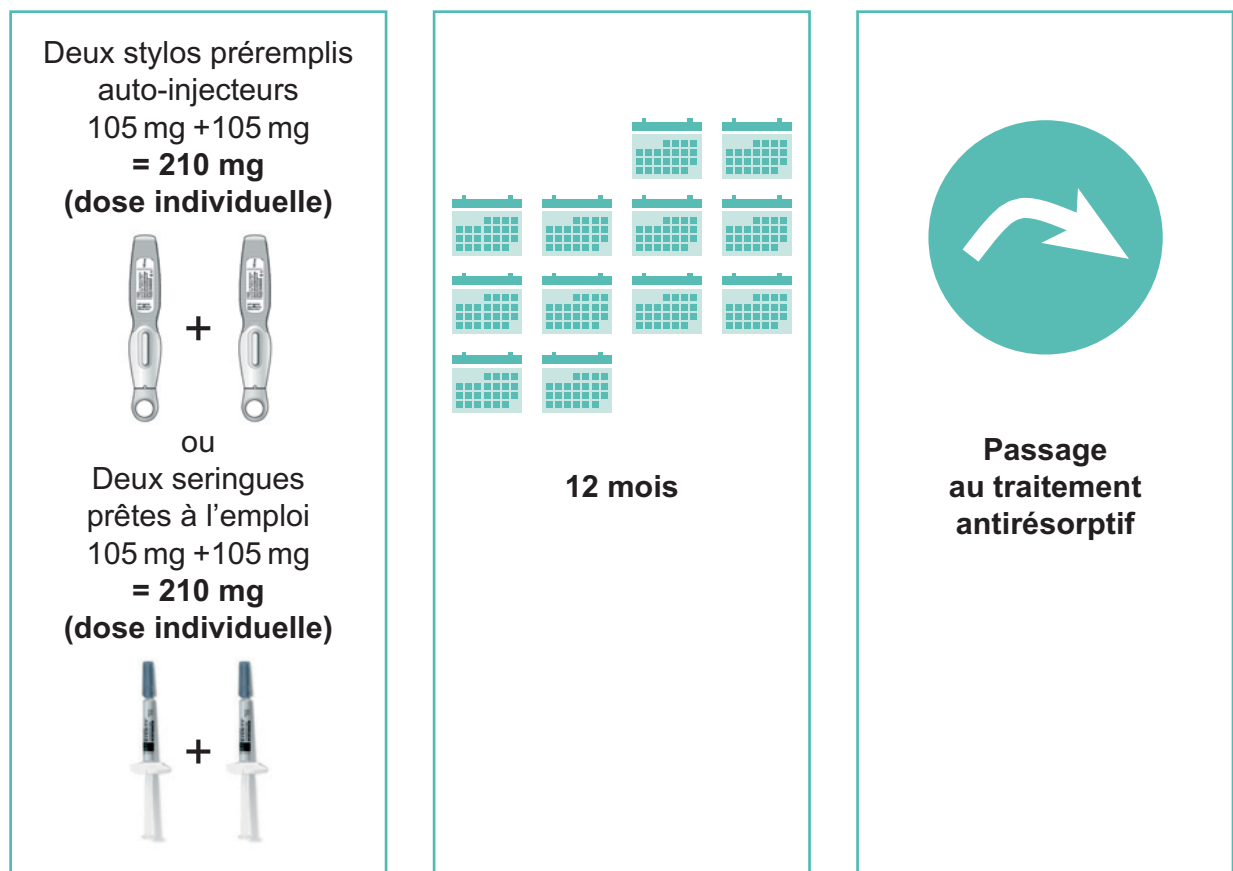 Deux stylos préremplis
auto-injecteurs
105 mg +105 mg
= 210 mg
(dose individuelle)
+
ou
Deux seringues
prêtes à l’emploi
105 mg +105 mg
= 210 mg
(dose individuelle)
+
12 mois
Passage
au traitement
antirésorptif